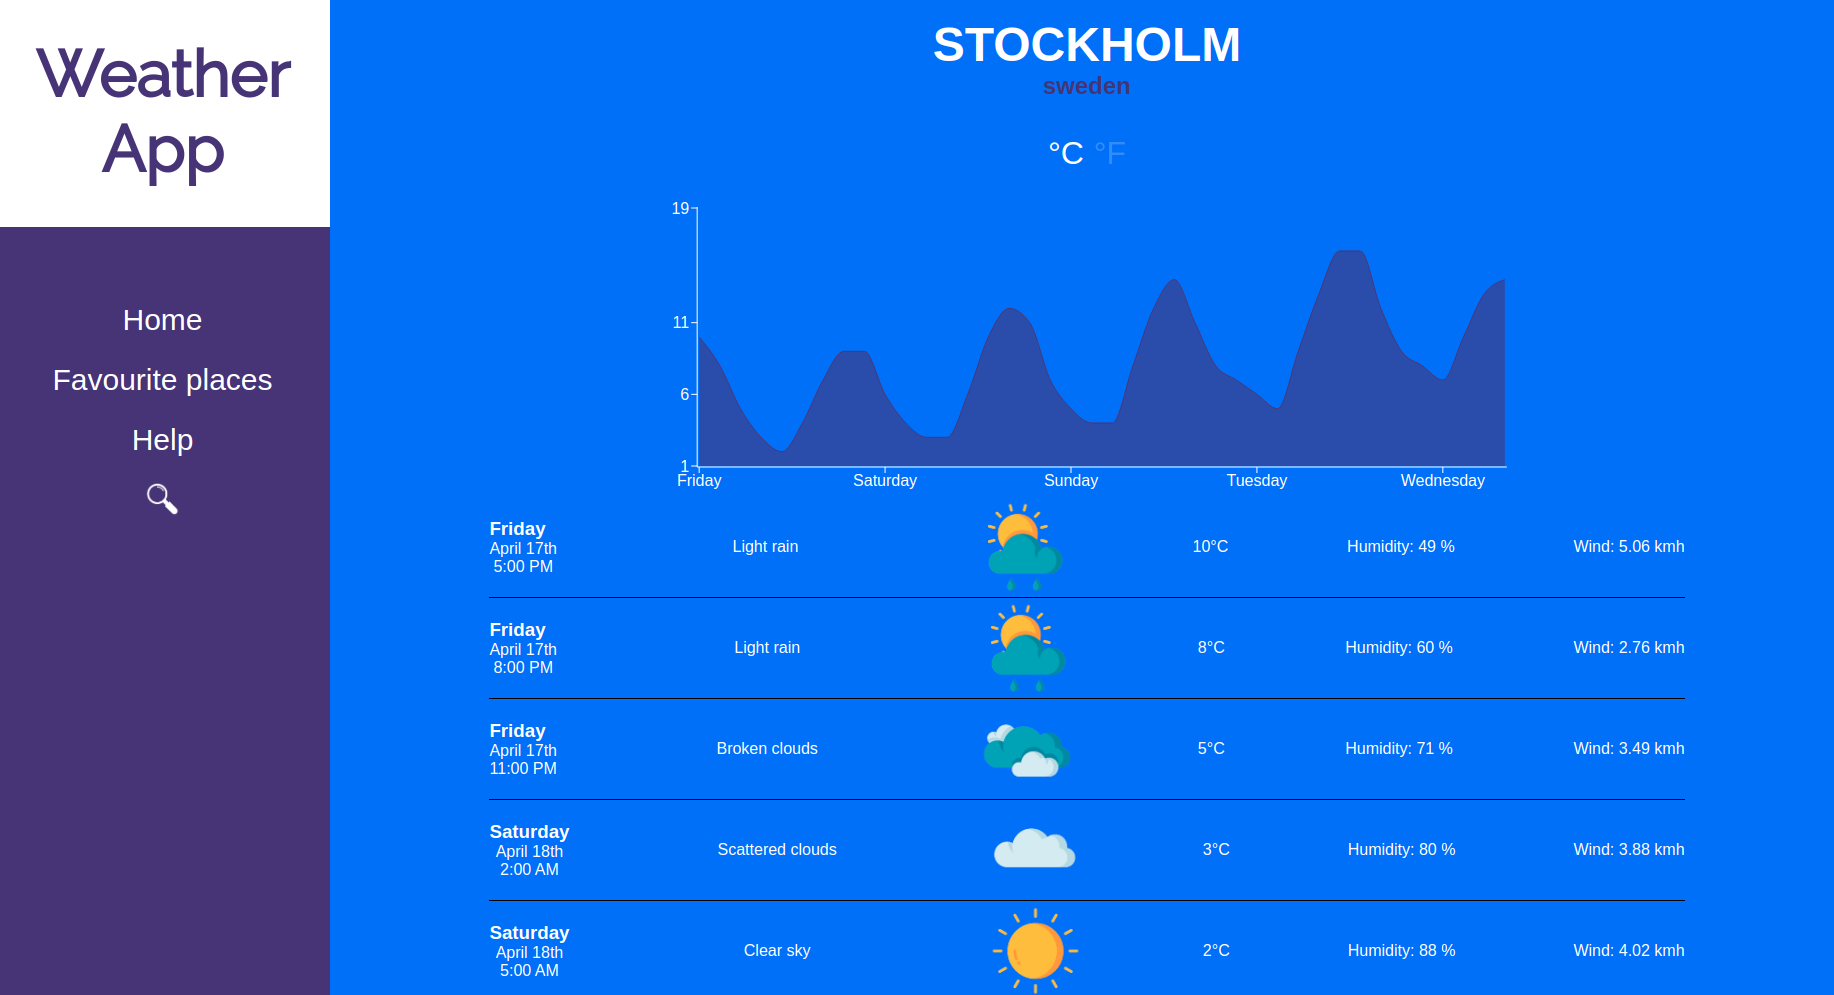 Weather
App
Home
Favourite places
Help
STOCKHOLM
sweden
°C °F
19
11
6
1
Friday Saturday Sunday Tuesday Wednesday
Friday
April 17th
5:00 PM
Light rain
10°C
Humidity: 49 %
Wind: 5.06 kmh
Friday
April 17th
8:00 PM
Light rain
8°C
Humidity: 60 %
Wind: 2.76 kmh
Friday
April 17th
11:00 PM
Broken clouds
5°C
Humidity: 71 %
Wind: 3.49 kmh
Saturday
April 18th
2:00 AM
Scattered clouds
3°C
Humidity: 80 %
Wind: 3.88 kmh
Saturday
April 18th
5:00 AM
Clear sky
2°C
Humidity: 88 %
Wind: 4.02 kmh